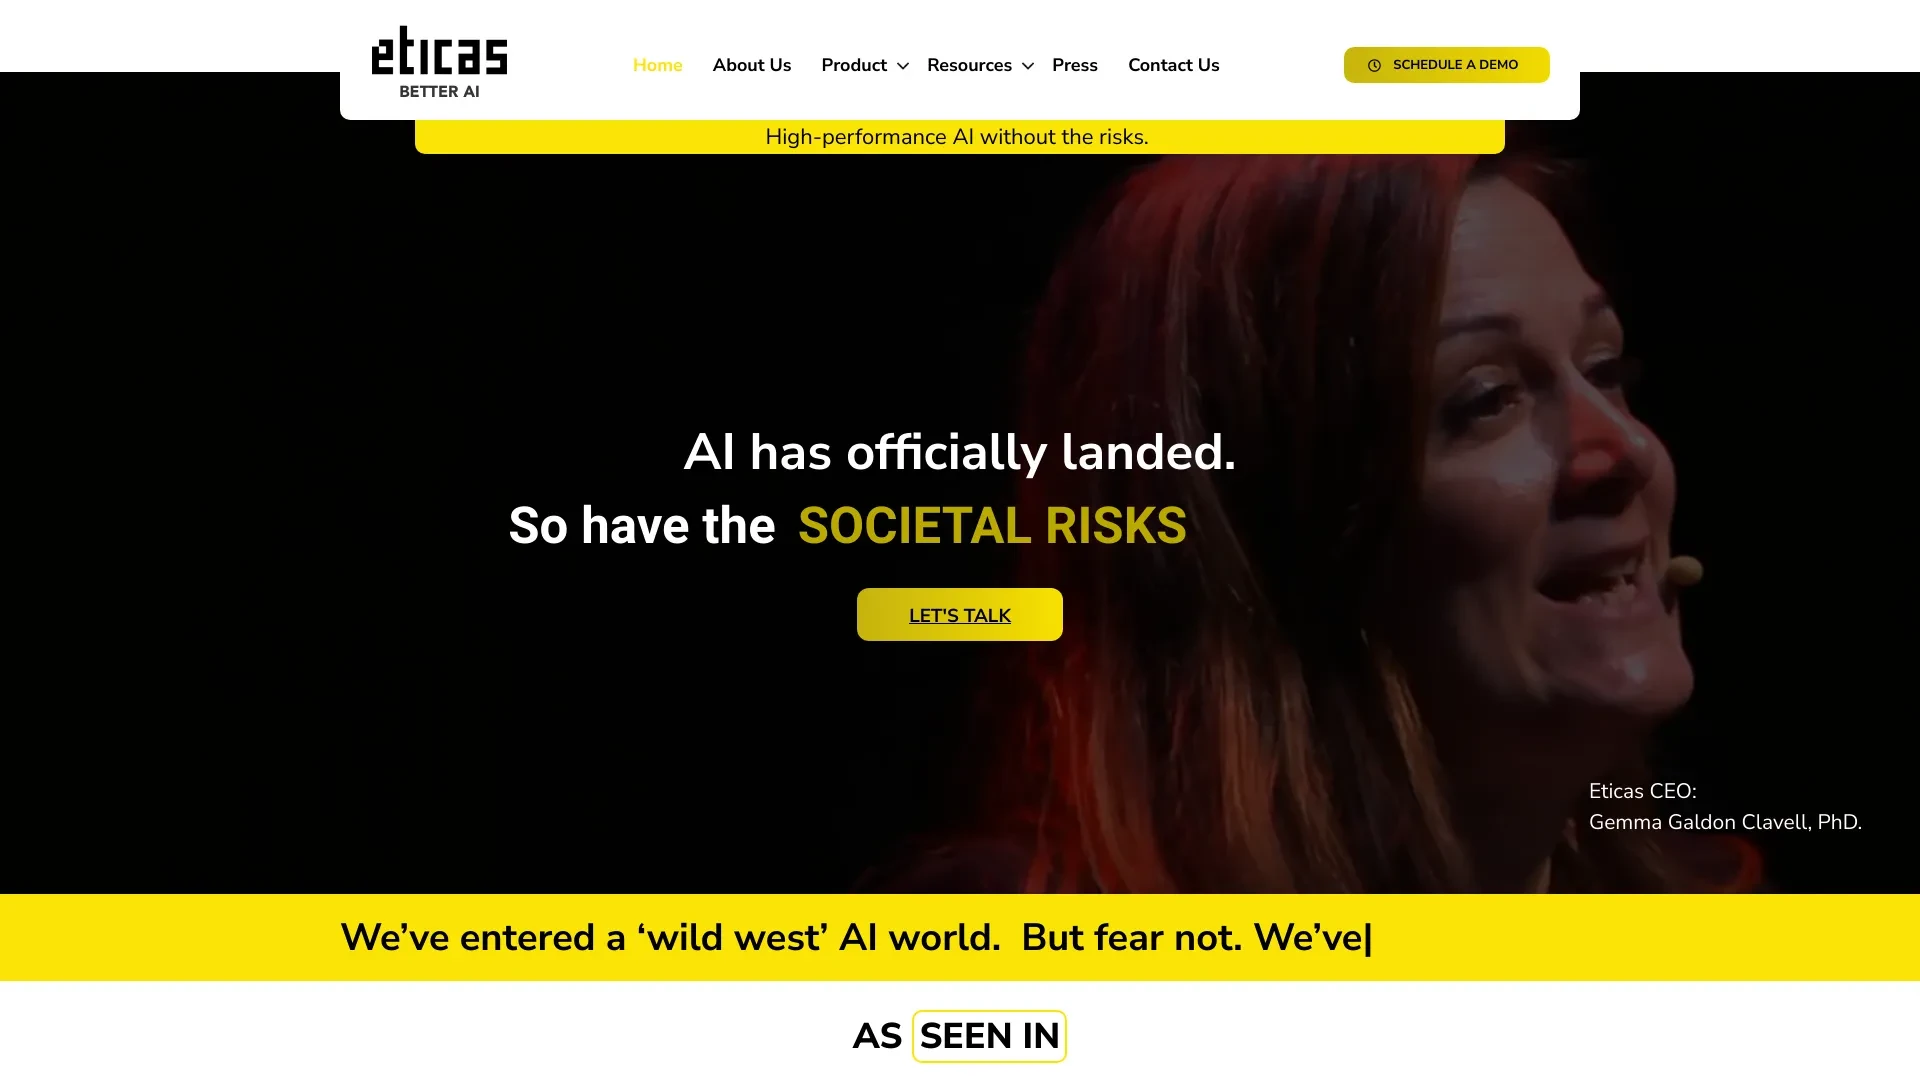 eticas
BETTER AI
Home
About Us
Product
Resources
Press
Contact Us
SCHEDULE A DEMO
High-performance AI without the risks.
AI has officially landed.
So have the SOCIETAL RISKS
LET'S TALK
Eticas CEO:
Gemma Galdon Clavell, PhD.
We’ve entered a ‘wild west’ AI world. But fear not. We’ve|
AS SEEN IN